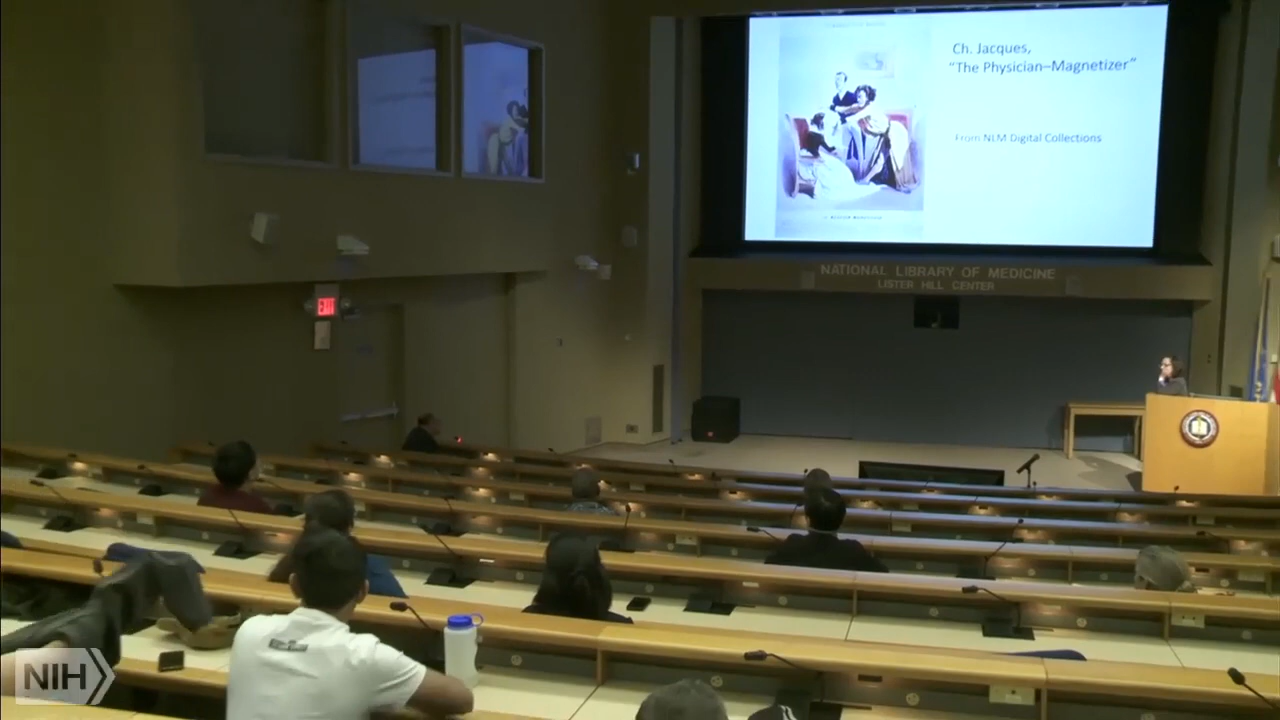 Ch. Jacques,
"The Physician–Magnetizer"
From NLM Digital Collections
NATIONAL LIBRARY OF MEDICINE
LISTER HILL CENTER
EXIT
NIH